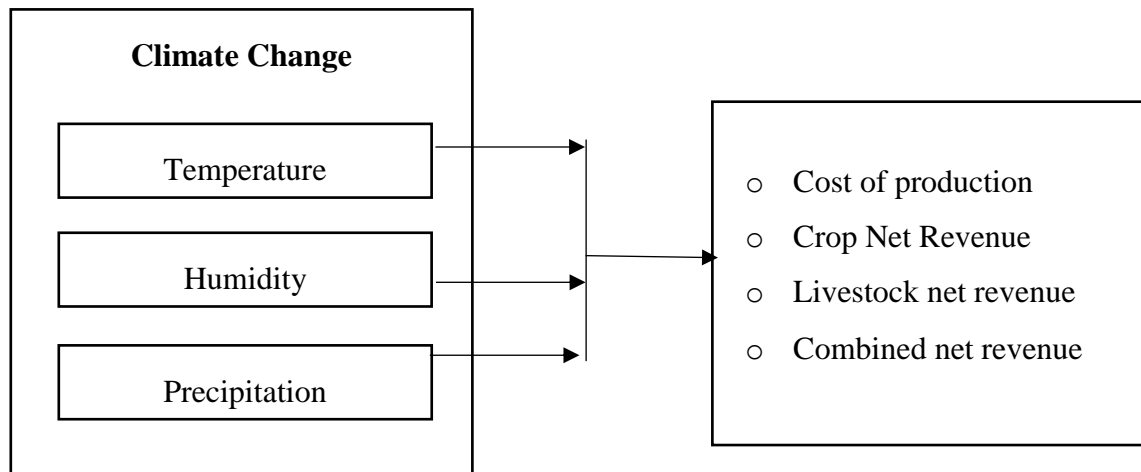 Climate Change
Temperature
Humidity
Precipitation
o Cost of production
o Crop Net Revenue
o Livestock net revenue
o Combined net revenue